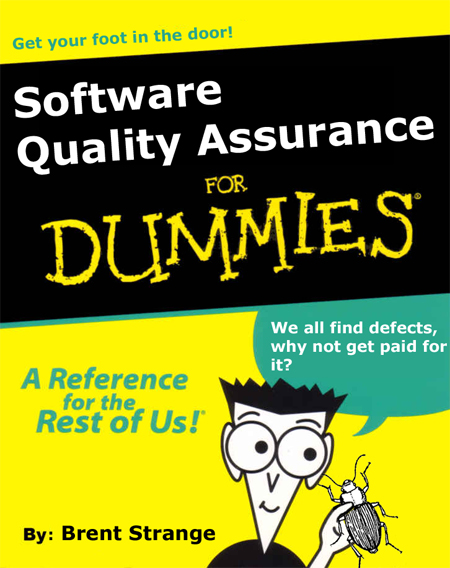 Get your foot in the door!
Software
Quality Assurance
FOR
DUMMIES®
We all find defects,
why not get paid for
it?
A Reference
for the
Rest of Us!®
By: Brent Strange